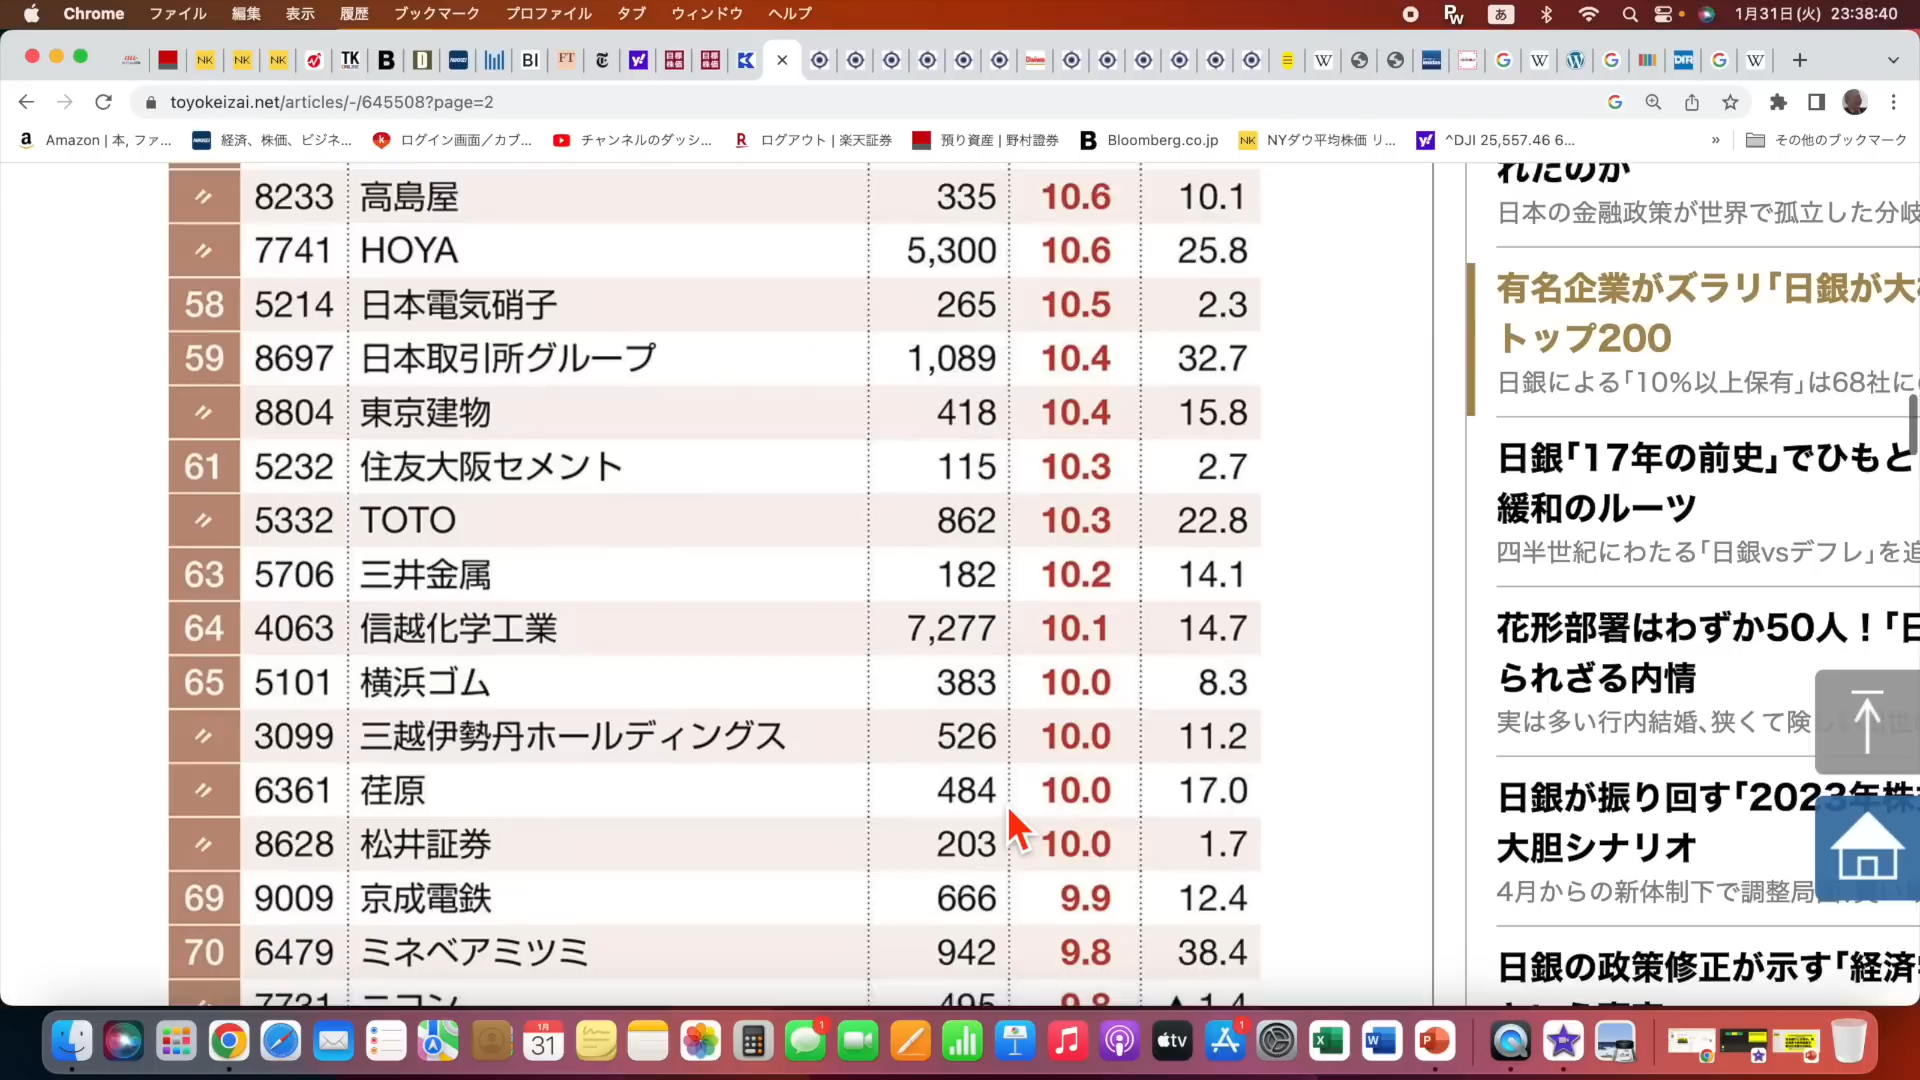 Chrome ファイル 編集 表示 履歴 ブックマーク プロファイル タブ ウィンドウ ヘルプ あ 1月31日(火) 23:38:40
toyokeizai.net/articles/-/645508?page=2
Amazon | 本, ファ... 経済、株価、ビジネ... ログイン画面／カブ... チャンネルのダッシ... ログアウト | 楽天証券 預り資産 | 野村證券 Bloomberg.co.jp NYダウ平均株価 リ... ^DJI 25,557.46 6... » その他のブックマーク
〃 8233 高島屋 335 10.6 10.1
〃 7741 HOYA 5,300 10.6 25.8
58 5214 日本電気硝子 265 10.5 2.3
59 8697 日本取引所グループ 1,089 10.4 32.7
〃 8804 東京建物 418 10.4 15.8
61 5232 住友大阪セメント 115 10.3 2.7
〃 5332 TOTO 862 10.3 22.8
63 5706 三井金属 182 10.2 14.1
64 4063 信越化学工業 7,277 10.1 14.7
65 5101 横浜ゴム 383 10.0 8.3
〃 3099 三越伊勢丹ホールディングス 526 10.0 11.2
〃 6361 荏原 484 10.0 17.0
〃 8628 松井証券 203 10.0 1.7
69 9009 京成電鉄 666 9.9 12.4
70 6479 ミネベアミツミ 942 9.8 38.4
〃 7731 ニコン 495 9.8 ▲1.4
れたのか
日本の金融政策が世界で孤立した分岐
有名企業がズラリ｢日銀が大
トップ200
日銀による｢10%以上保有｣は68社に
日銀｢17年の前史｣でひもと
緩和のルーツ
四半世紀にわたる｢日銀vsデフレ｣を追
花形部署はわずか50人！｢日
られざる内情
実は多い行内結婚､狭くて険し
日銀が振り回す｢2023年株
大胆シナリオ
4月からの新体制下で調整局
日銀の政策修正が示す｢経済